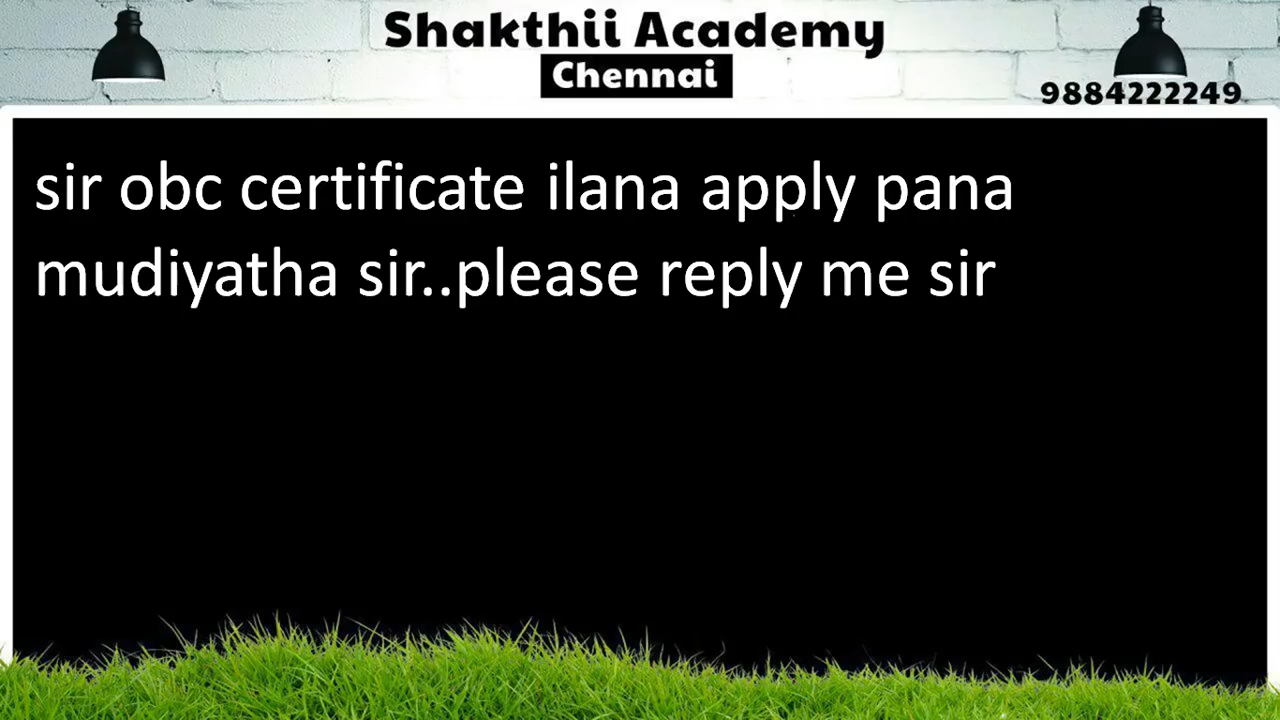 Shakthii Academy
Chennai
9884222249
sir obc certificate ilana apply pana
mudiyatha sir..please reply me sir